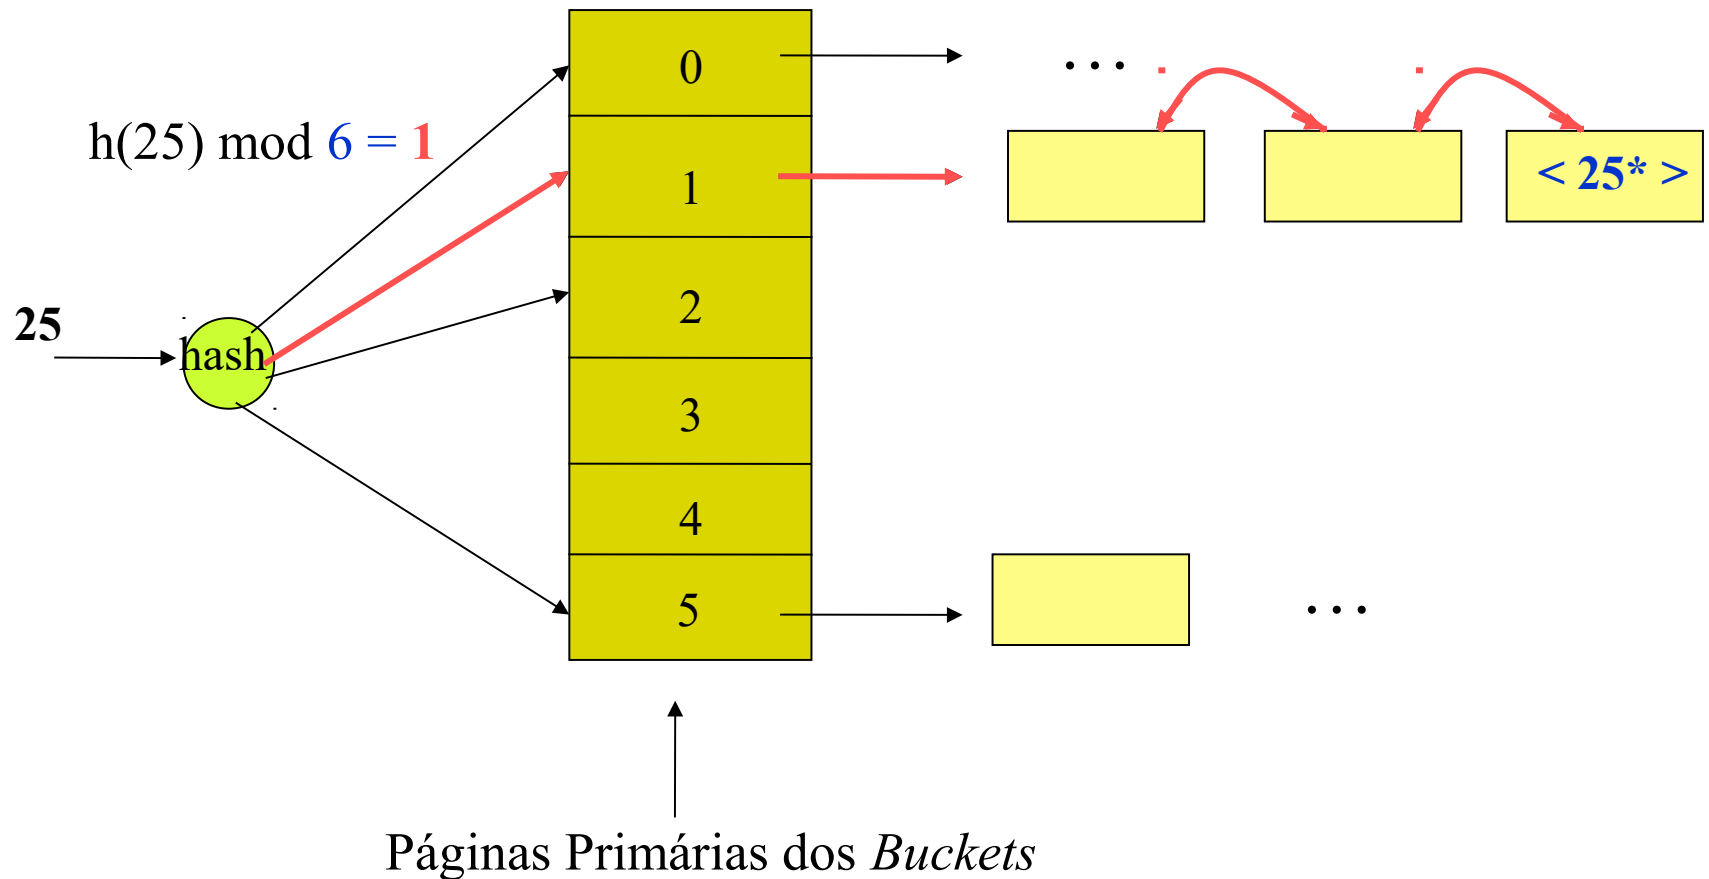 0
...
h(25) mod 6 = 1
1
< 25* >
25
hash
2
3
4
5
...
Páginas Primárias dos Buckets